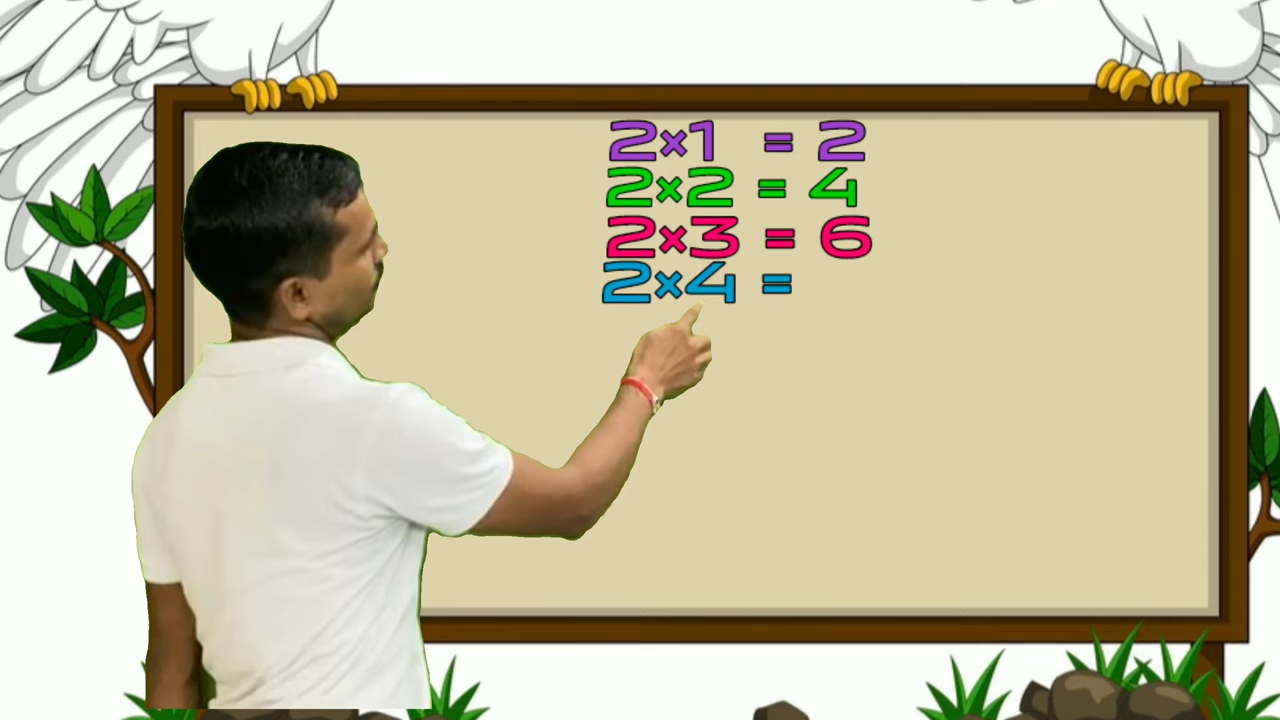 2×1 = 2
2×2 = 4
2×3 = 6
2×4 =